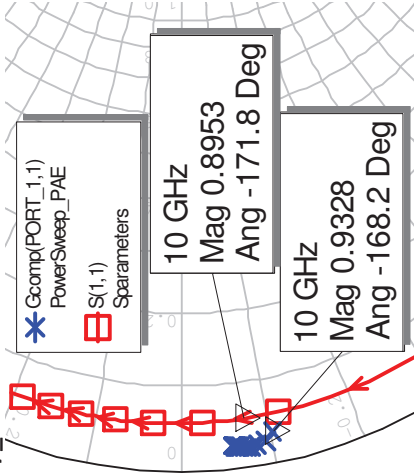 Gcomp(PORT_1,1)
PowerSweep_PAE
S(1,1)
Sparameters
10 GHz
Mag 0.8953
Ang -171.8 Deg
10 GHz
Mag 0.9328
Ang -168.2 Deg